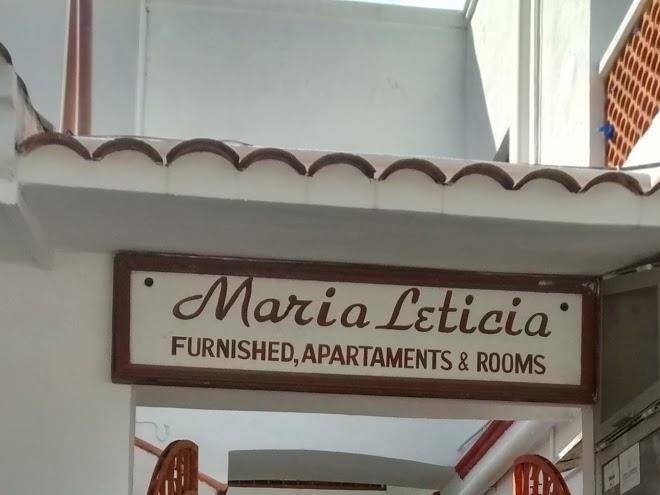 Maria Leticia
FURNISHED, APARTAMENTS & ROOMS